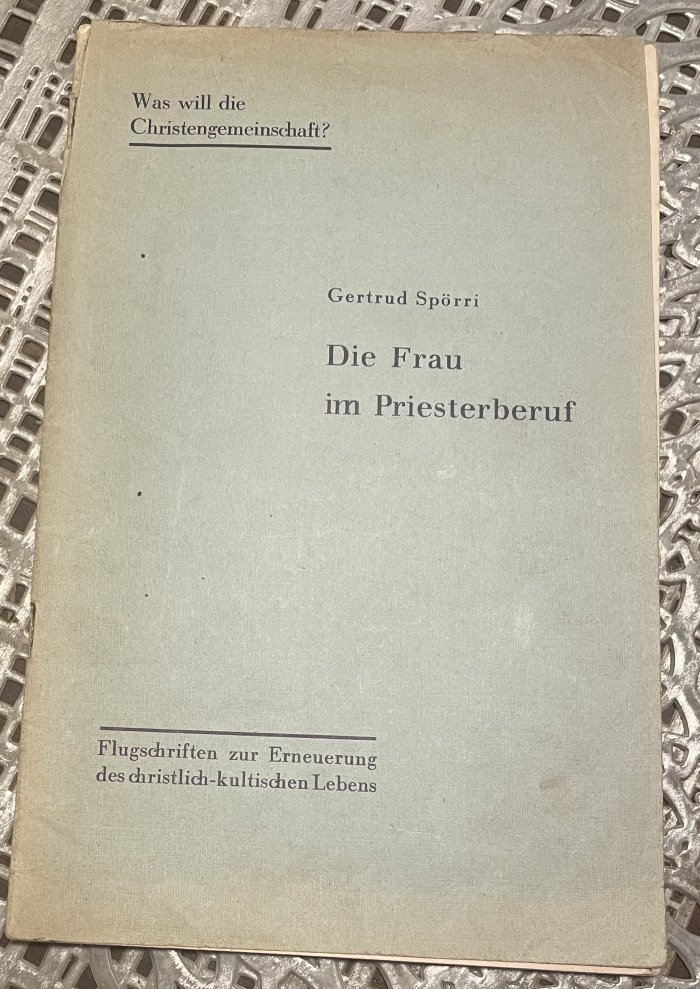 Was will die
Christengemeinschaft?
Gertrud Spörri
Die Frau
im Priesterberuf
Flugschriften zur Erneuerung
des christlich-kultischen Lebens